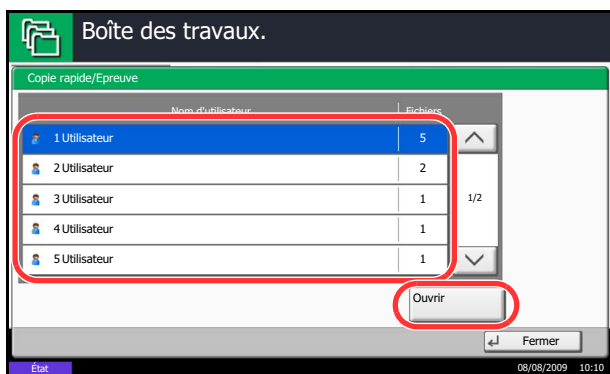 Boîte des travaux.
Copie rapide/Epreuve
Nom d'utilisateur Fichiers
1 Utilisateur 5
2 Utilisateur 2
3 Utilisateur 1
4 Utilisateur 1
5 Utilisateur 1
1/2
Ouvrir
Fermer
État 08/08/2009 10:10